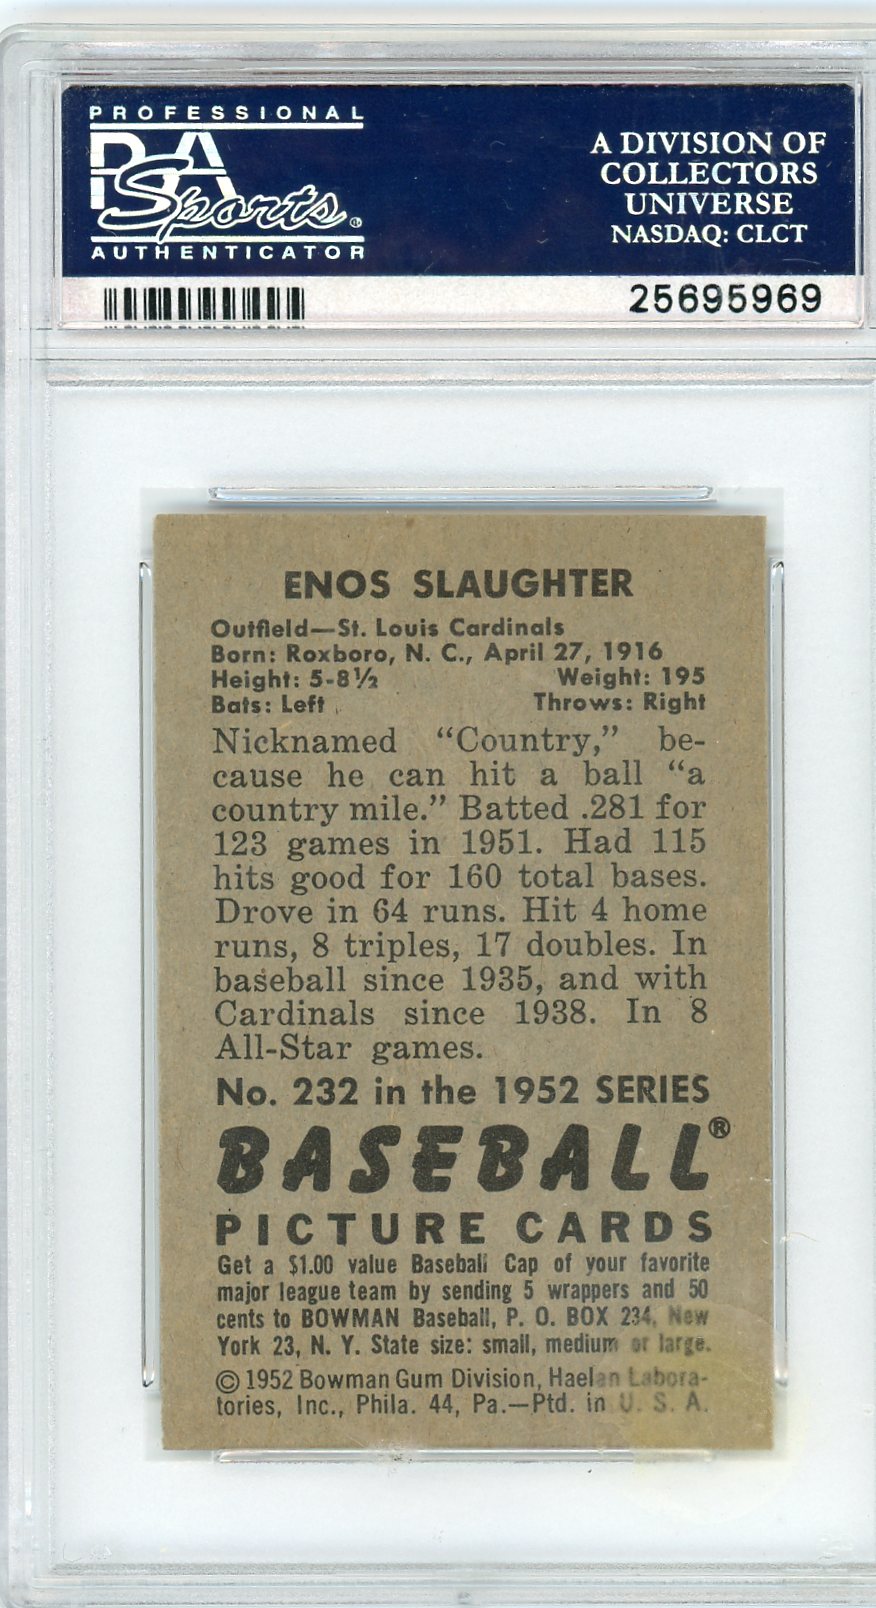 PROFESSIONAL
PSA
Sports®
AUTHENTICATOR
A DIVISION OF
COLLECTORS
UNIVERSE
NASDAQ: CLCT
25695969
ENOS SLAUGHTER
Outfield—St. Louis Cardinals
Born: Roxboro, N. C., April 27, 1916
Height: 5-8½ Weight: 195
Bats: Left Throws: Right
Nicknamed “Country,” be-
cause he can hit a ball “a
country mile.” Batted .281 for
123 games in 1951. Had 115
hits good for 160 total bases.
Drove in 64 runs. Hit 4 home
runs, 8 triples, 17 doubles. In
baseball since 1935, and with
Cardinals since 1938. In 8
All-Star games.
No. 232 in the 1952 SERIES
BASEBALL®
PICTURE CARDS
Get a $1.00 value Baseball Cap of your favorite
major league team by sending 5 wrappers and 50
cents to BOWMAN Baseball, P. O. BOX 234, New
York 23, N. Y. State size: small, medium or large.
© 1952 Bowman Gum Division, Haelan Labora-
tories, Inc., Phila. 44, Pa.—Ptd. in U. S. A.